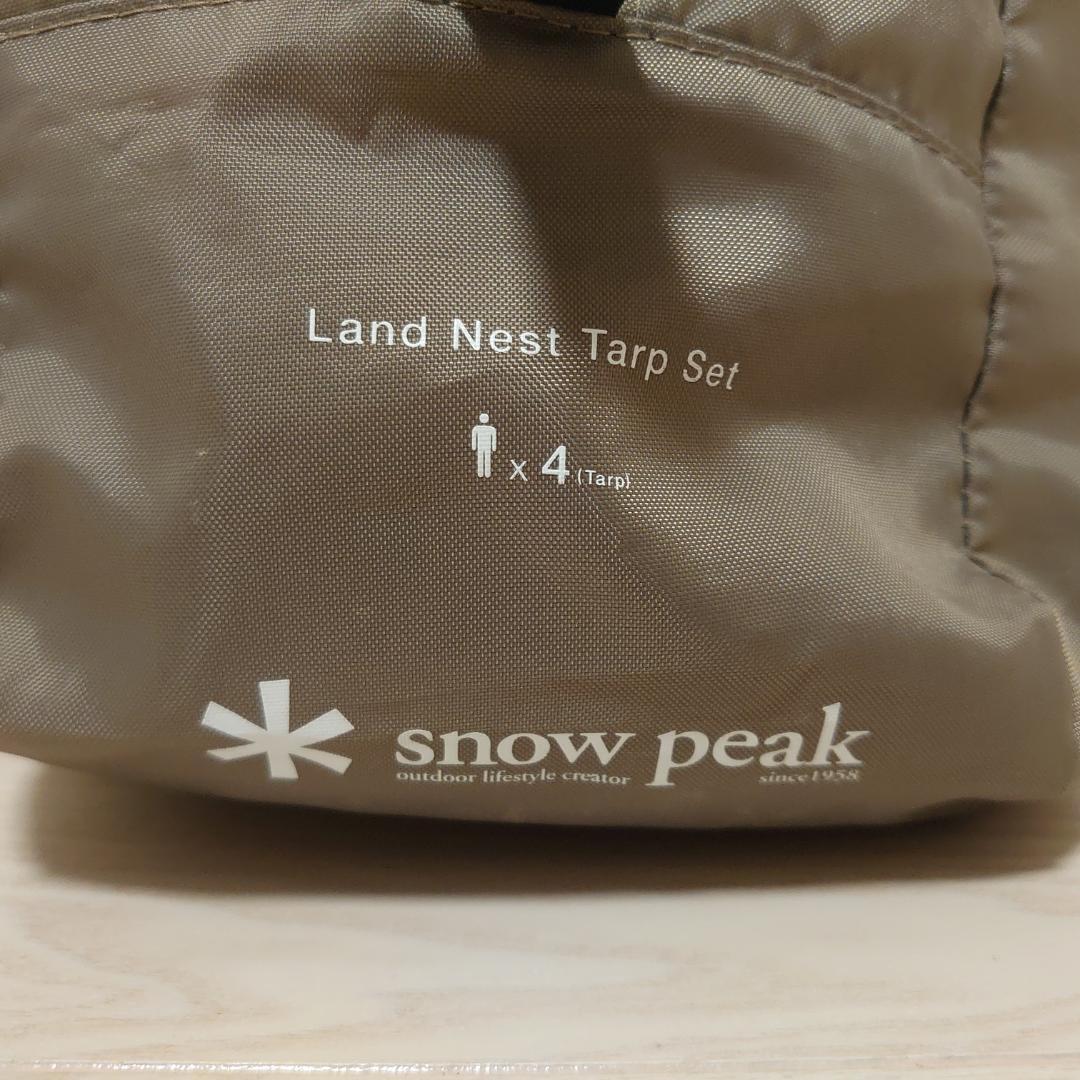 Land Nest Tarp Set
x 4 (Tarp)
snow peak
outdoor lifestyle creator since1958